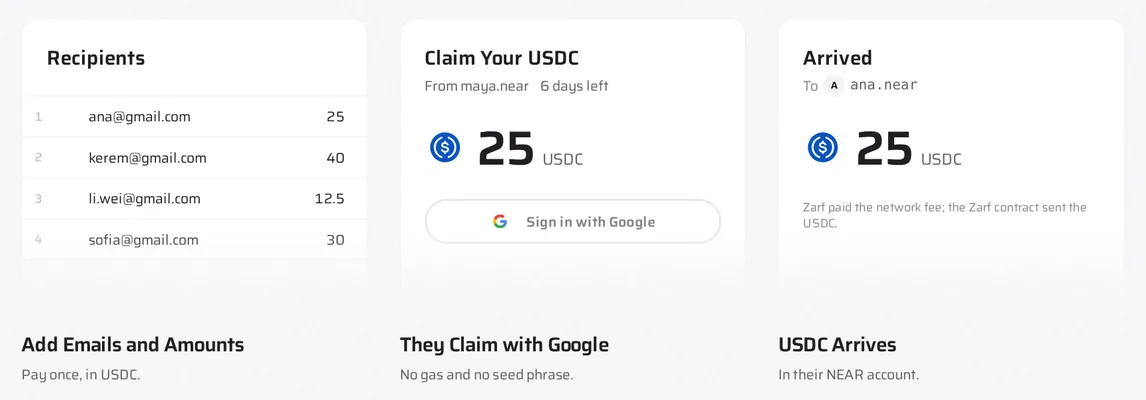 Recipients
1 ana@gmail.com 25
2 kerem@gmail.com 40
3 li.wei@gmail.com 12.5
4 sofia@gmail.com 30
Add Emails and Amounts
Pay once, in USDC.
Claim Your USDC
From maya.near 6 days left
25 USDC
Sign in with Google
They Claim with Google
No gas and no seed phrase.
Arrived
To A ana.near
25 USDC
Zarf paid the network fee; the Zarf contract sent the
USDC.
USDC Arrives
In their NEAR account.